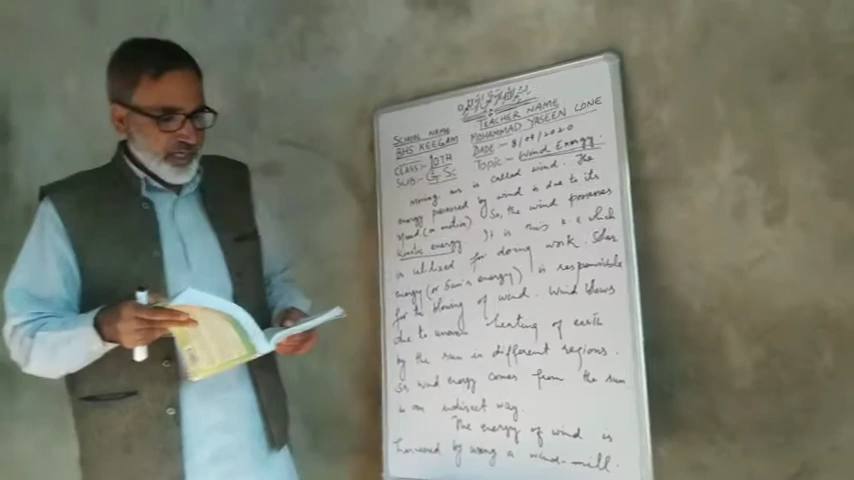 SCHOOL NAME
BHS KEEGAM
TEACHER NAME
MOHAMMAD YASEEN LONE
CLASS:- 10TH
DATE:- 8/08/2020
SUB:- G.Sc
Topic:- Wind Energy
Moving air is called wind. The
energy possessed by wind is due to its
speed (or motion). So, the wind possesses
Kinetic energy. It is this K.E which
is utilized for doing work. Solar
energy (or Sun's energy) is responsible
for the blowing of wind. Wind blows
due to uneven heating of earth
by the sun in different regions.
So wind energy comes from the sun
in an indirect way.
The energy of wind is
harnessed by using a wind-mill.